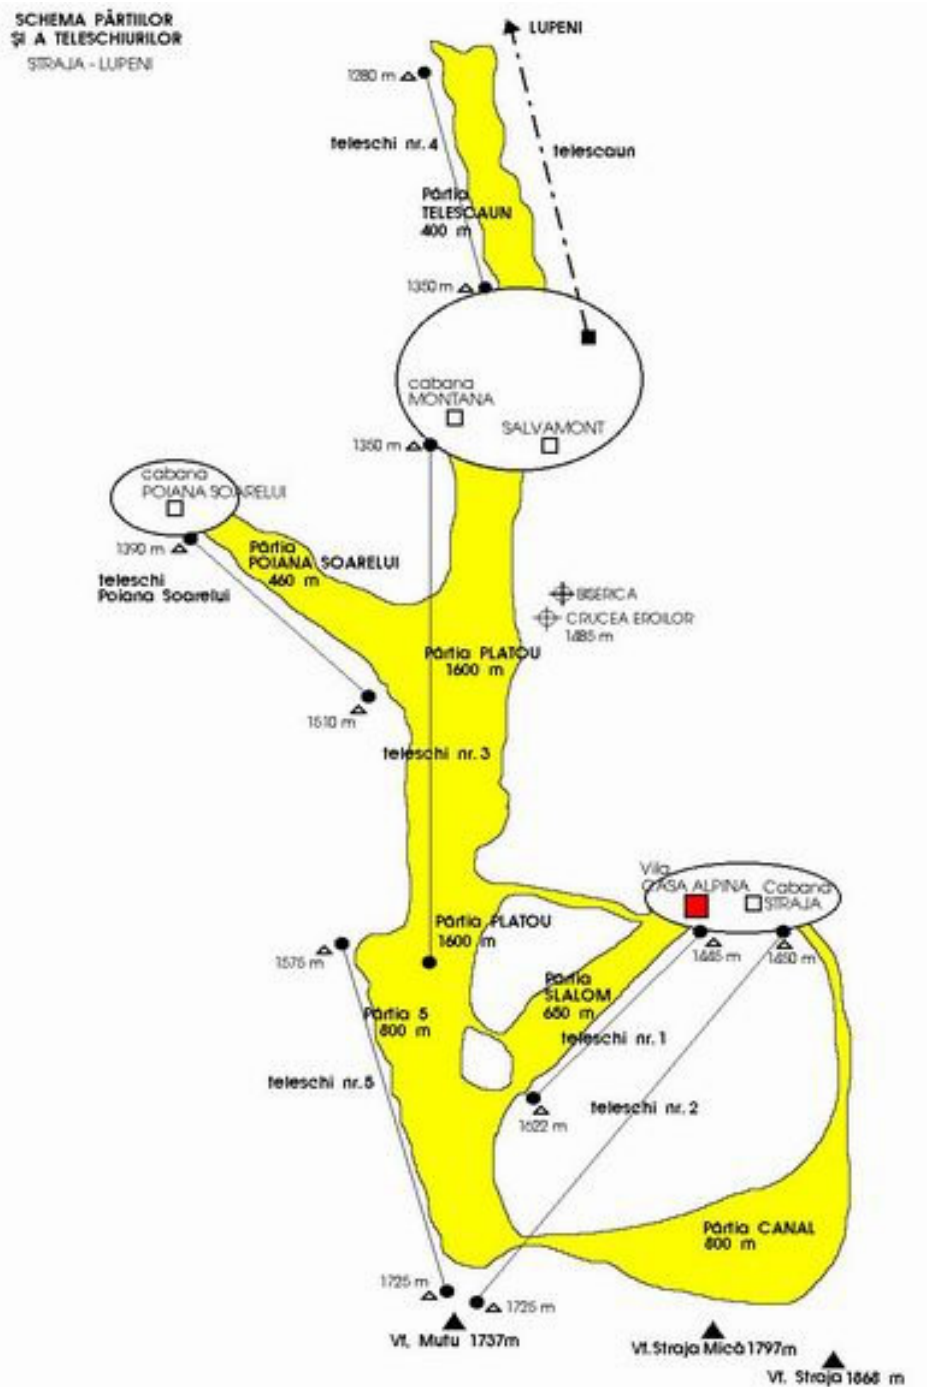 SCHEMA PÂRTIILOR
ȘI A TELESCHIURILOR
STRAJA - LUPENI
LUPENI
1280 m
teleschi nr. 4
telescaun
Pârtia
TELESCAUN
400 m
1350 m
cabana
MONTANA
SALVAMONT
1350 m
cabana
POIANA SOARELUI
1390 m
Pârtia
POIANA SOARELUI
460 m
teleschi
Poiana Soarelui
BISERICA
CRUCEA EROILOR
1485 m
Pârtia PLATOU
1600 m
1510 m
teleschi nr. 3
Vila
CASA ALPINA
Cabana
STRAJA
Pârtia PLATOU
1600 m
1575 m
1445 m
1450 m
Pârtia
SLALOM
650 m
Pârtia 5
800 m
teleschi nr. 1
teleschi nr. 5
teleschi nr. 2
1622 m
Pârtia CANAL
800 m
1725 m
1725 m
Vf. Mutu 1737m
Vf. Straja Mică 1797m
Vf. Straja 1868 m